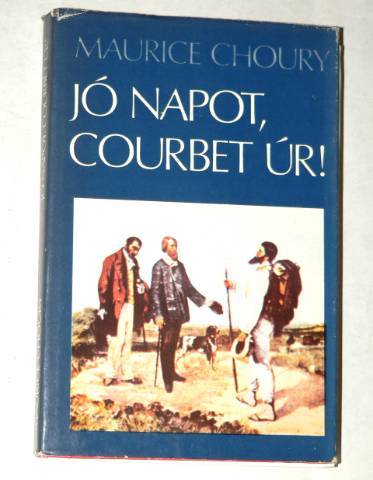 MAURICE CHOURY
JÓ NAPOT,
COURBET ÚR!